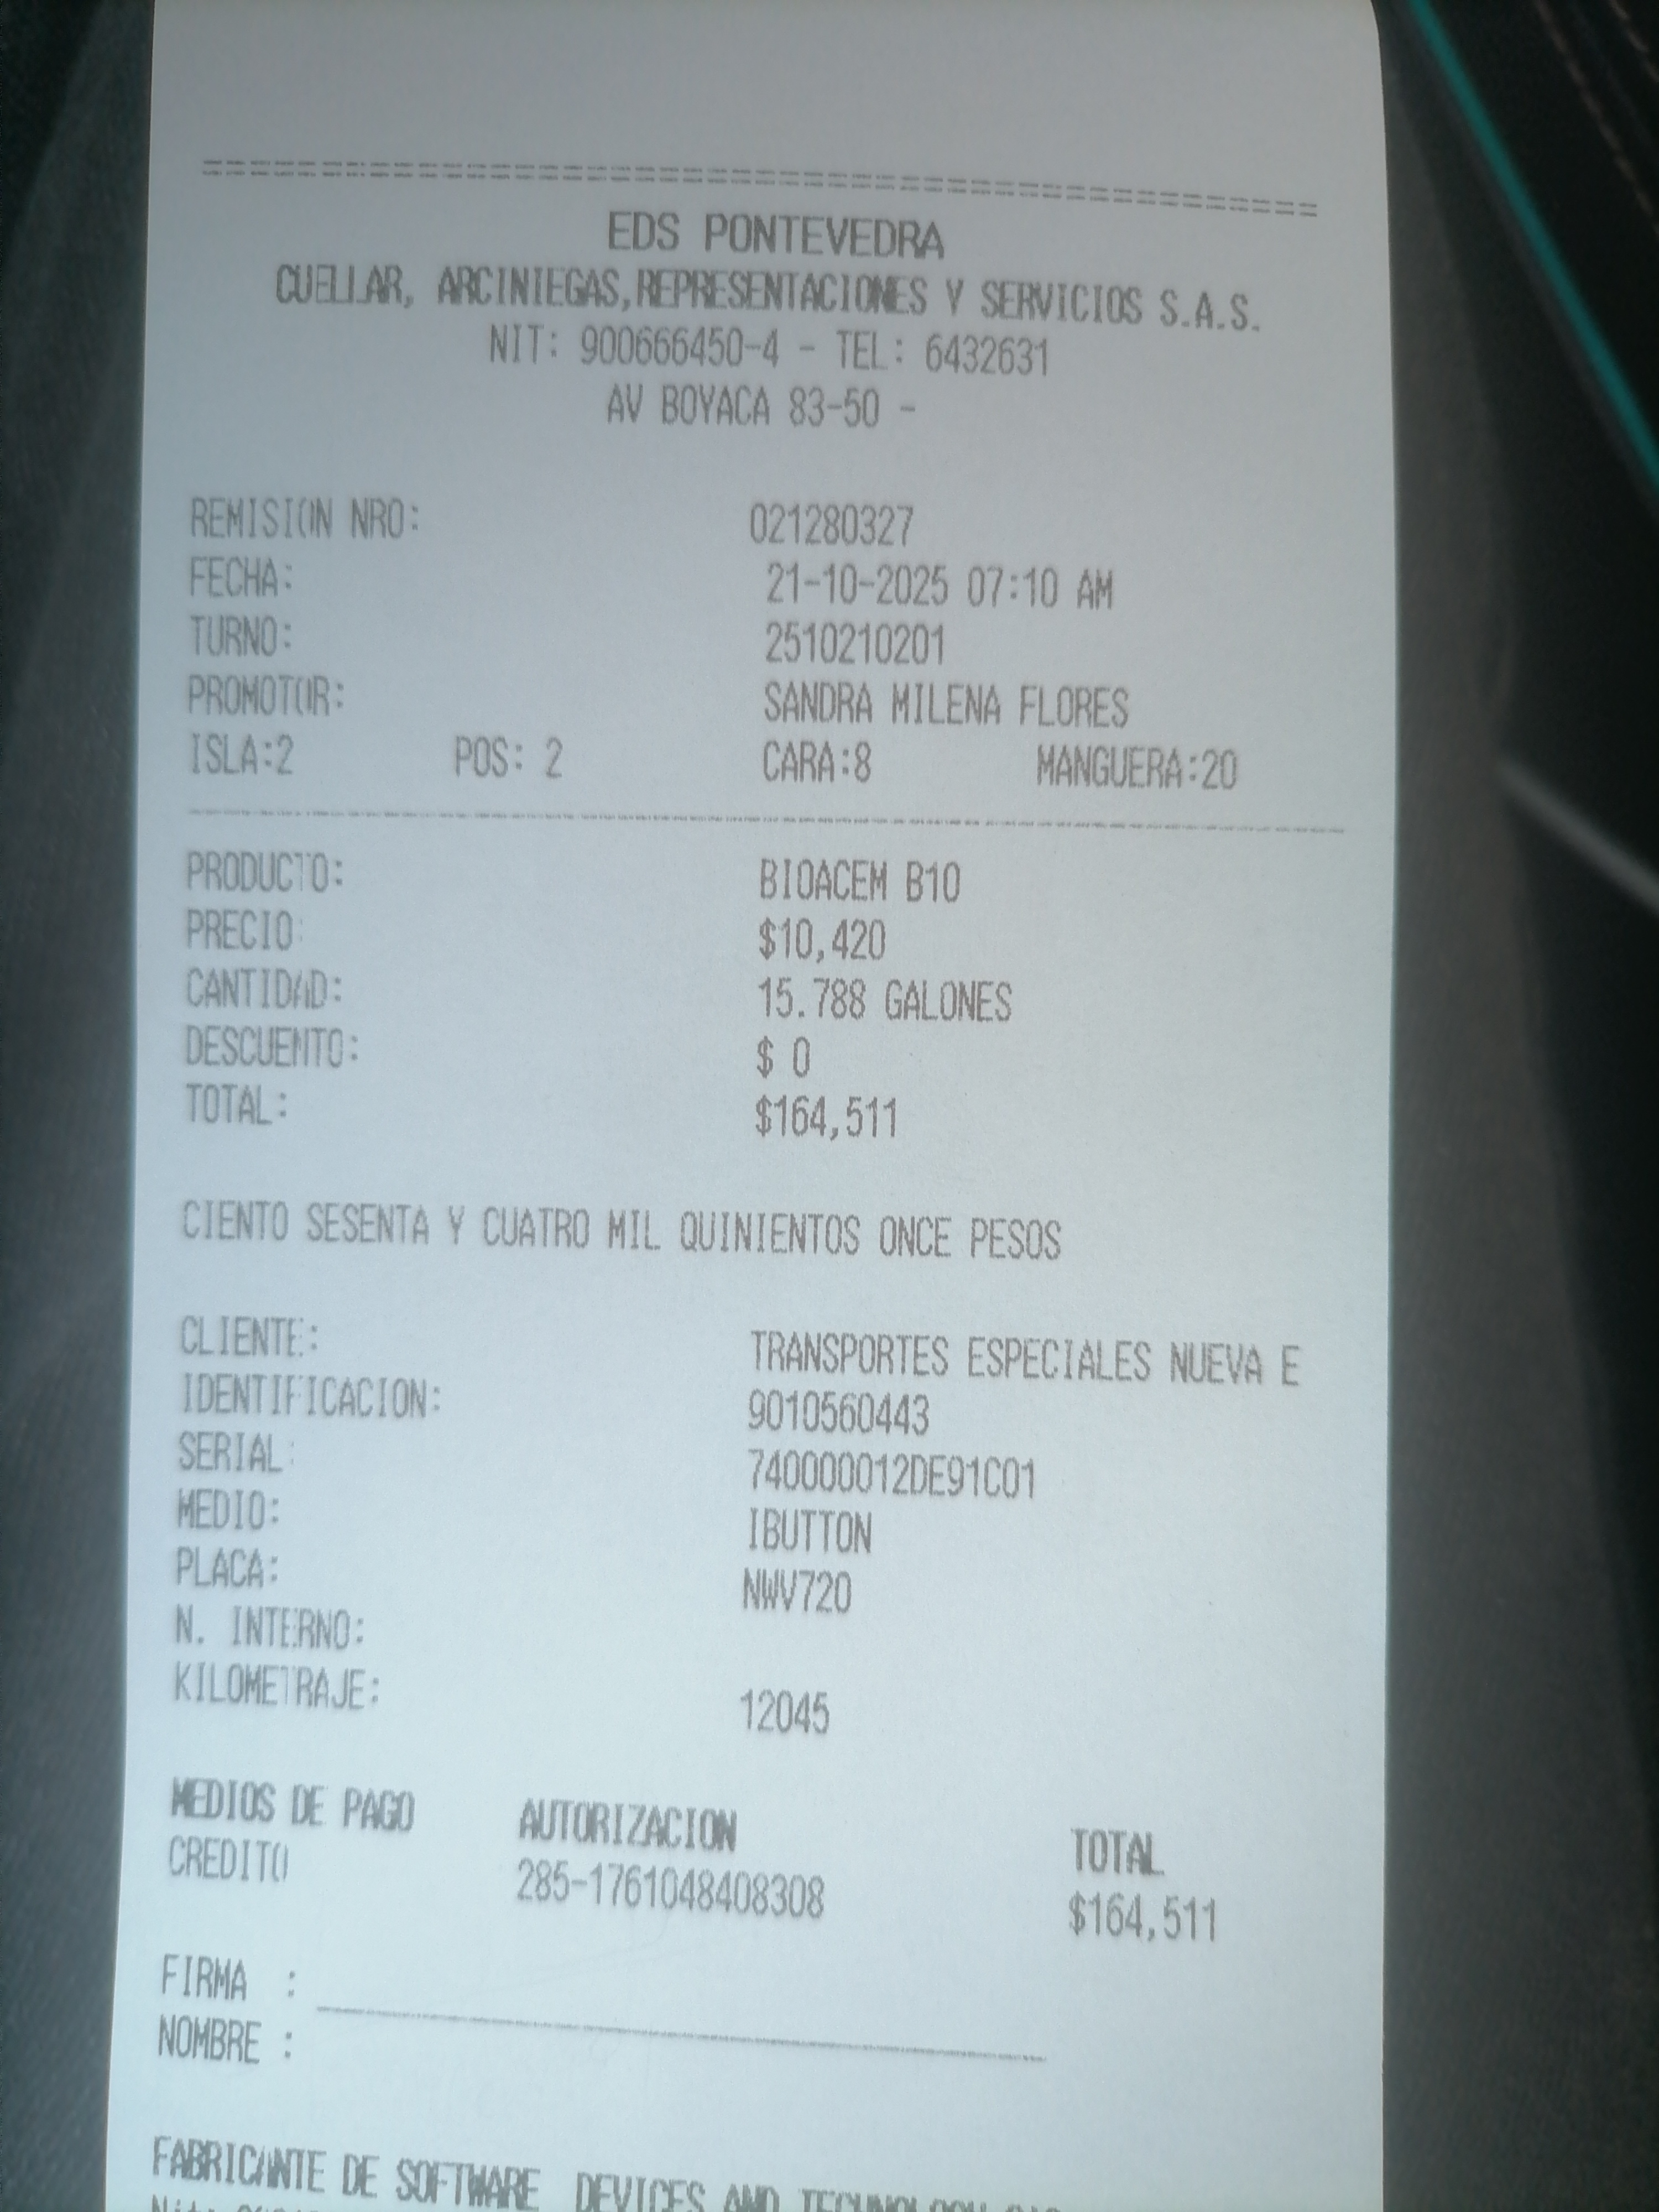 EDS PONTEVEDRA
CUELLAR, ARCINIEGAS,REPRESENTACIONES Y SERVICIOS S.A.S.
NIT: 900666450-4 - TEL: 6432631
AV BOYACA 83-50 -
REMISION NRO: 021280327
FECHA: 21-10-2025 07:10 AM
TURNO: 2510210201
PROMOTOR: SANDRA MILENA FLORES
ISLA:2 POS: 2 CARA:8 MANGUERA:20
PRODUCTO: BIOACEM B10
PRECIO: $10,420
CANTIDAD: 15.788 GALONES
DESCUENTO: $ 0
TOTAL: $164,511
CIENTO SESENTA Y CUATRO MIL QUINIENTOS ONCE PESOS
CLIENTE: TRANSPORTES ESPECIALES NUEVA E
IDENTIFICACION: 9010560443
SERIAL: 740000012DE91C01
MEDIO: IBUTTON
PLACA: NWV720
N. INTERNO:
KILOMETRAJE: 12045
MEDIOS DE PAGO AUTORIZACION TOTAL
CREDITO 285-1761048408308 $164,511
FIRMA :
NOMBRE :
FABRICANTE DE SOFTWARE DEVICES AND TECHNOLOGY